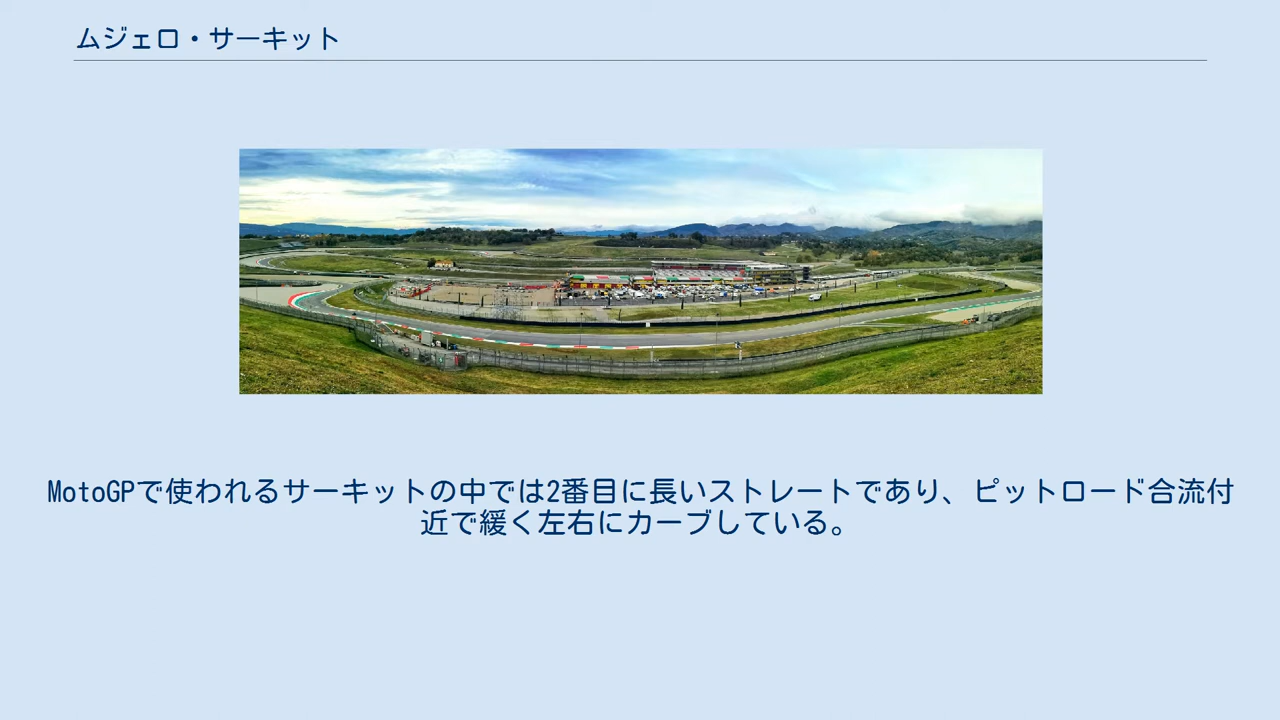 ムジェロ・サーキット
MotoGPで使われるサーキットの中では2番目に長いストレートであり、ピットロード合流付
近で緩く左右にカーブしている。